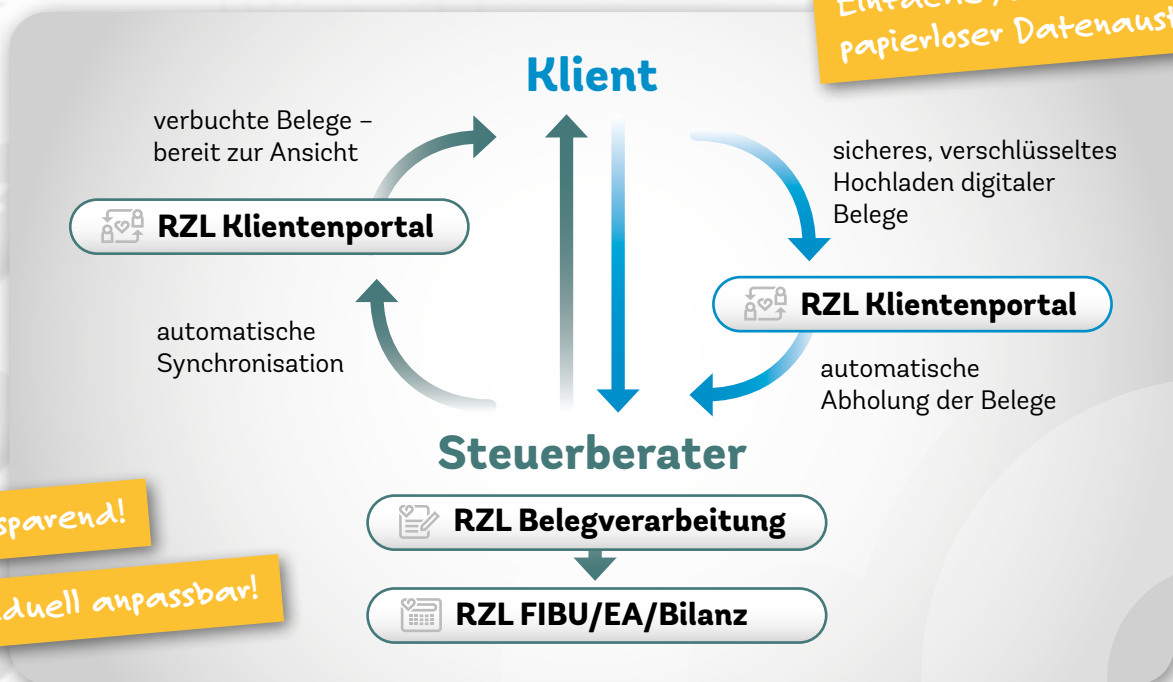 papierloser Datenaust
Klient
verbuchte Belege –
bereit zur Ansicht
sicheres, verschlüsseltes
Hochladen digitaler
Belege
RZL Klientenportal
RZL Klientenportal
automatische
Synchronisation
automatische
Abholung der Belege
Steuerberater
sparend!
RZL Belegverarbeitung
duell anpassbar!
RZL FIBU/EA/Bilanz